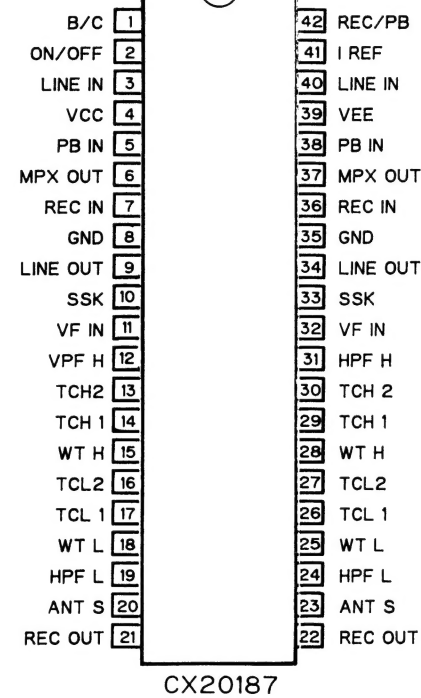 B/C 1 42 REC/PB
ON/OFF 2 41 I REF
LINE IN 3 40 LINE IN
VCC 4 39 VEE
PB IN 5 38 PB IN
MPX OUT 6 37 MPX OUT
REC IN 7 36 REC IN
GND 8 35 GND
LINE OUT 9 34 LINE OUT
SSK 10 33 SSK
VF IN 11 32 VF IN
VPF H 12 31 HPF H
TCH2 13 30 TCH 2
TCH 1 14 29 TCH 1
WT H 15 28 WT H
TCL2 16 27 TCL2
TCL 1 17 26 TCL 1
WT L 18 25 WT L
HPF L 19 24 HPF L
ANT S 20 23 ANT S
REC OUT 21 22 REC OUT
CX20187